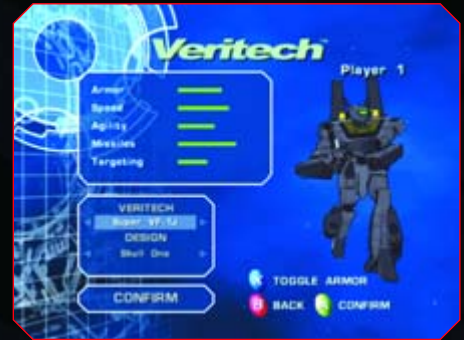 Veritech™
Player 1
Armor
Speed
Agility
Missiles
Targeting
VERITECH
Super VF-1J
DESIGN
Skull One
CONFIRM
X TOGGLE ARMOR
B BACK A CONFIRM